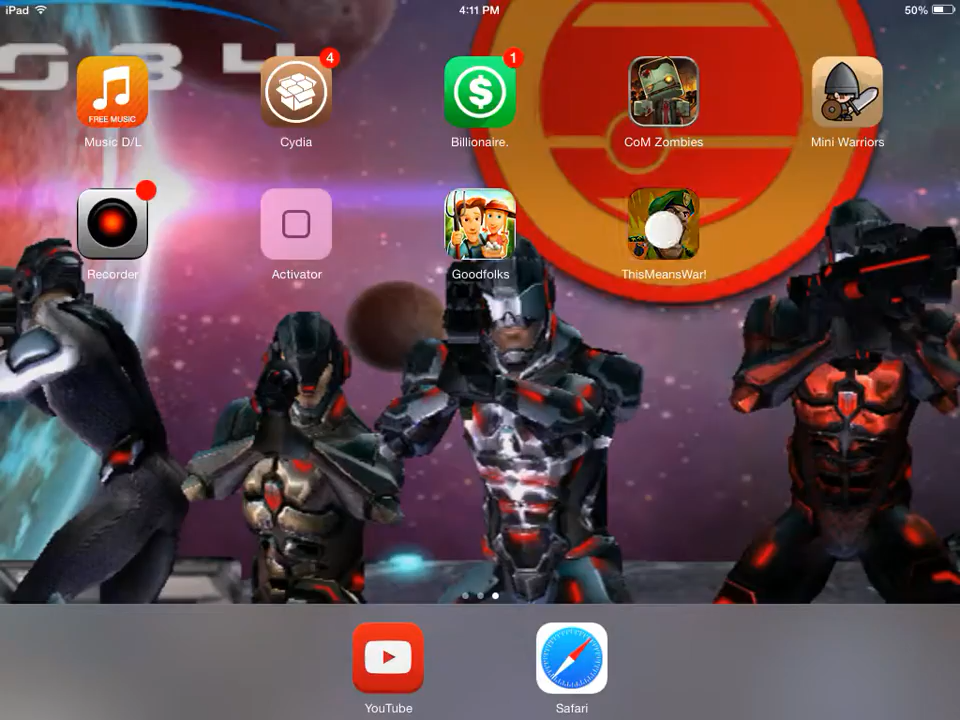 iPad 4:11 PM 50%
S84
FREE MUSIC
4
$
1
Music D/L Cydia Billionaire. CoM Zombies Mini Warriors
Recorder Activator Goodfolks ThisMeansWar!
YouTube Safari